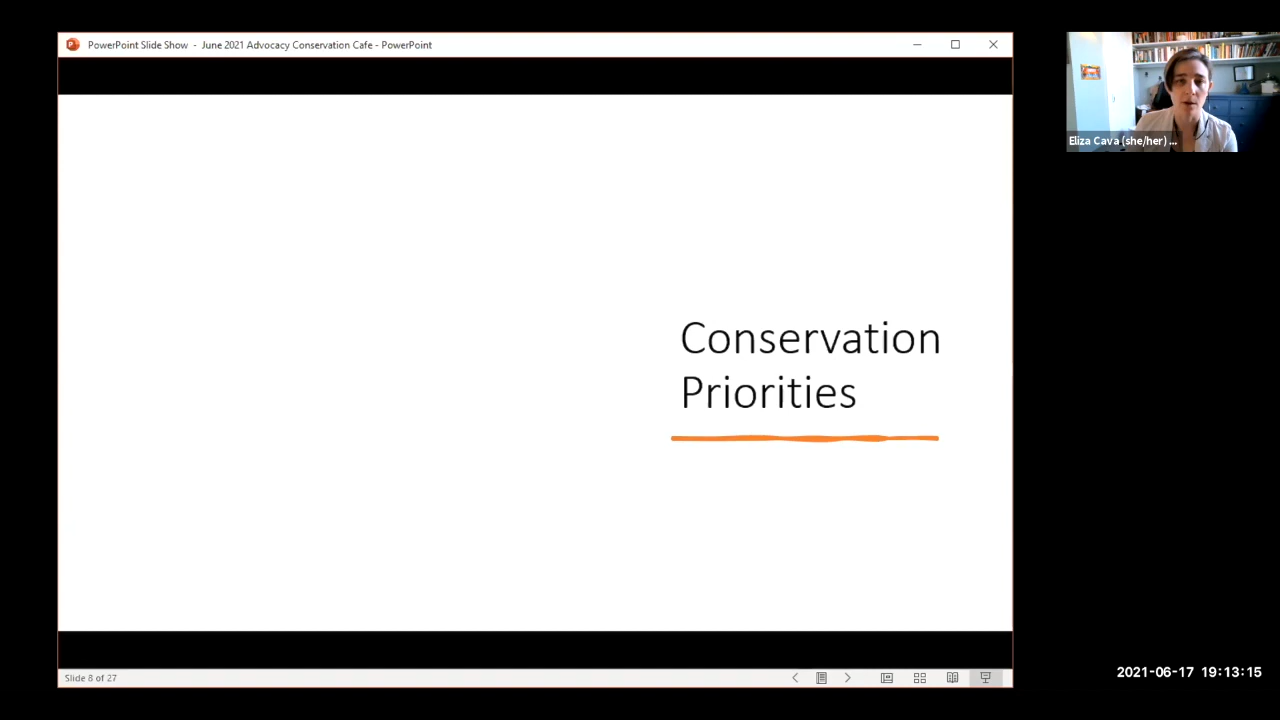 PowerPoint Slide Show - June 2021 Advocacy Conservation Cafe - PowerPoint
Eliza Cava (she/her) ...
Conservation
Priorities
2021-06-17 19:13:15
Slide 8 of 27